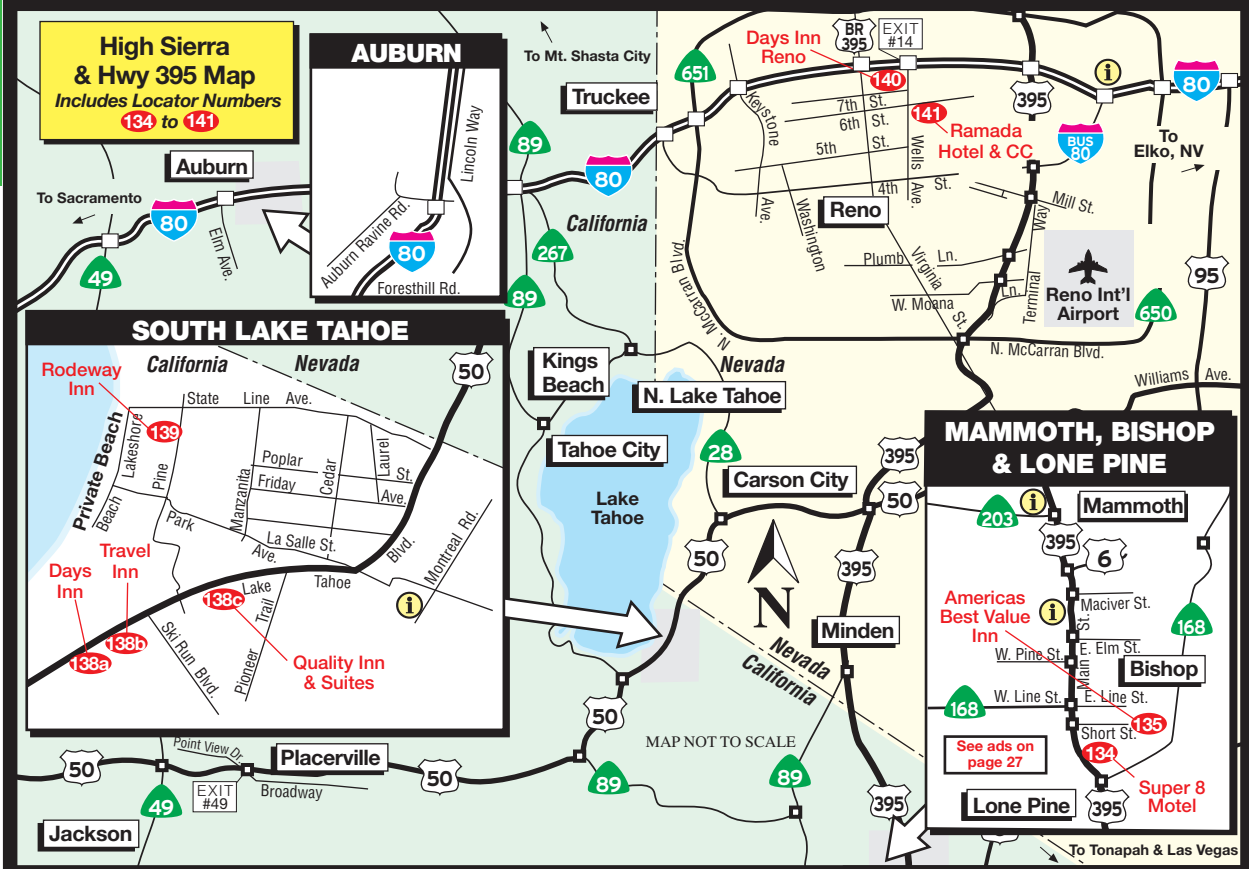 High Sierra
& Hwy 395 Map
Includes Locator Numbers
134 to 141
Auburn
To Sacramento
80
49
Elm Ave.
AUBURN
Lincoln Way
Auburn Ravine Rd.
80
Foresthill Rd.
To Mt. Shasta City
Truckee
89
80
California
267
89
651
Days Inn
Reno
140
BR
395
EXIT
#14
395
i
80
Keystone
Ave.
7th St.
6th St.
5th St.
4th St.
141
Ramada
Hotel & CC
Wells
Ave.
BUS
80
To
Elko, NV
Washington
Reno
Mill St.
Way
Terminal
Plumb Ln.
Virginia
St.
W. Moana
Ln.
Reno Int'l
Airport
95
650
N. McCarran Blvd.
N. McCarran Blvd.
Nevada
Williams Ave.
SOUTH LAKE TAHOE
California
Nevada
50
Rodeway
Inn
139
State Line Ave.
Private Beach
Lakeshore
Beach
Pine
Park
Ave.
Manzanita
Poplar
St.
Friday
Ave.
Cedar
Laurel
La Salle St.
Lake
Tahoe
Blvd.
Montreal Rd.
i
Travel
Inn
Days
Inn
138a
138b
138c
Ski Run Blvd.
Pioneer
Trail
Quality Inn
& Suites
Kings
Beach
N. Lake Tahoe
Tahoe City
Lake
Tahoe
28
Carson City
395
50
50
395
N
Minden
Nevada
California
50
MAP NOT TO SCALE
89
89
395
50
Point View Dr.
Placerville
50
EXIT
#49
Broadway
49
Jackson
MAMMOTH, BISHOP
& LONE PINE
203
i
Mammoth
395
6
Americas
Best Value
Inn
i
Maciver St.
168
St.
Main
E. Elm St.
W. Pine St.
Bishop
W. Line St.
E. Line St.
168
135
Short St.
134
See ads on
page 27
Super 8
Motel
Lone Pine
395
To Tonapah & Las Vegas